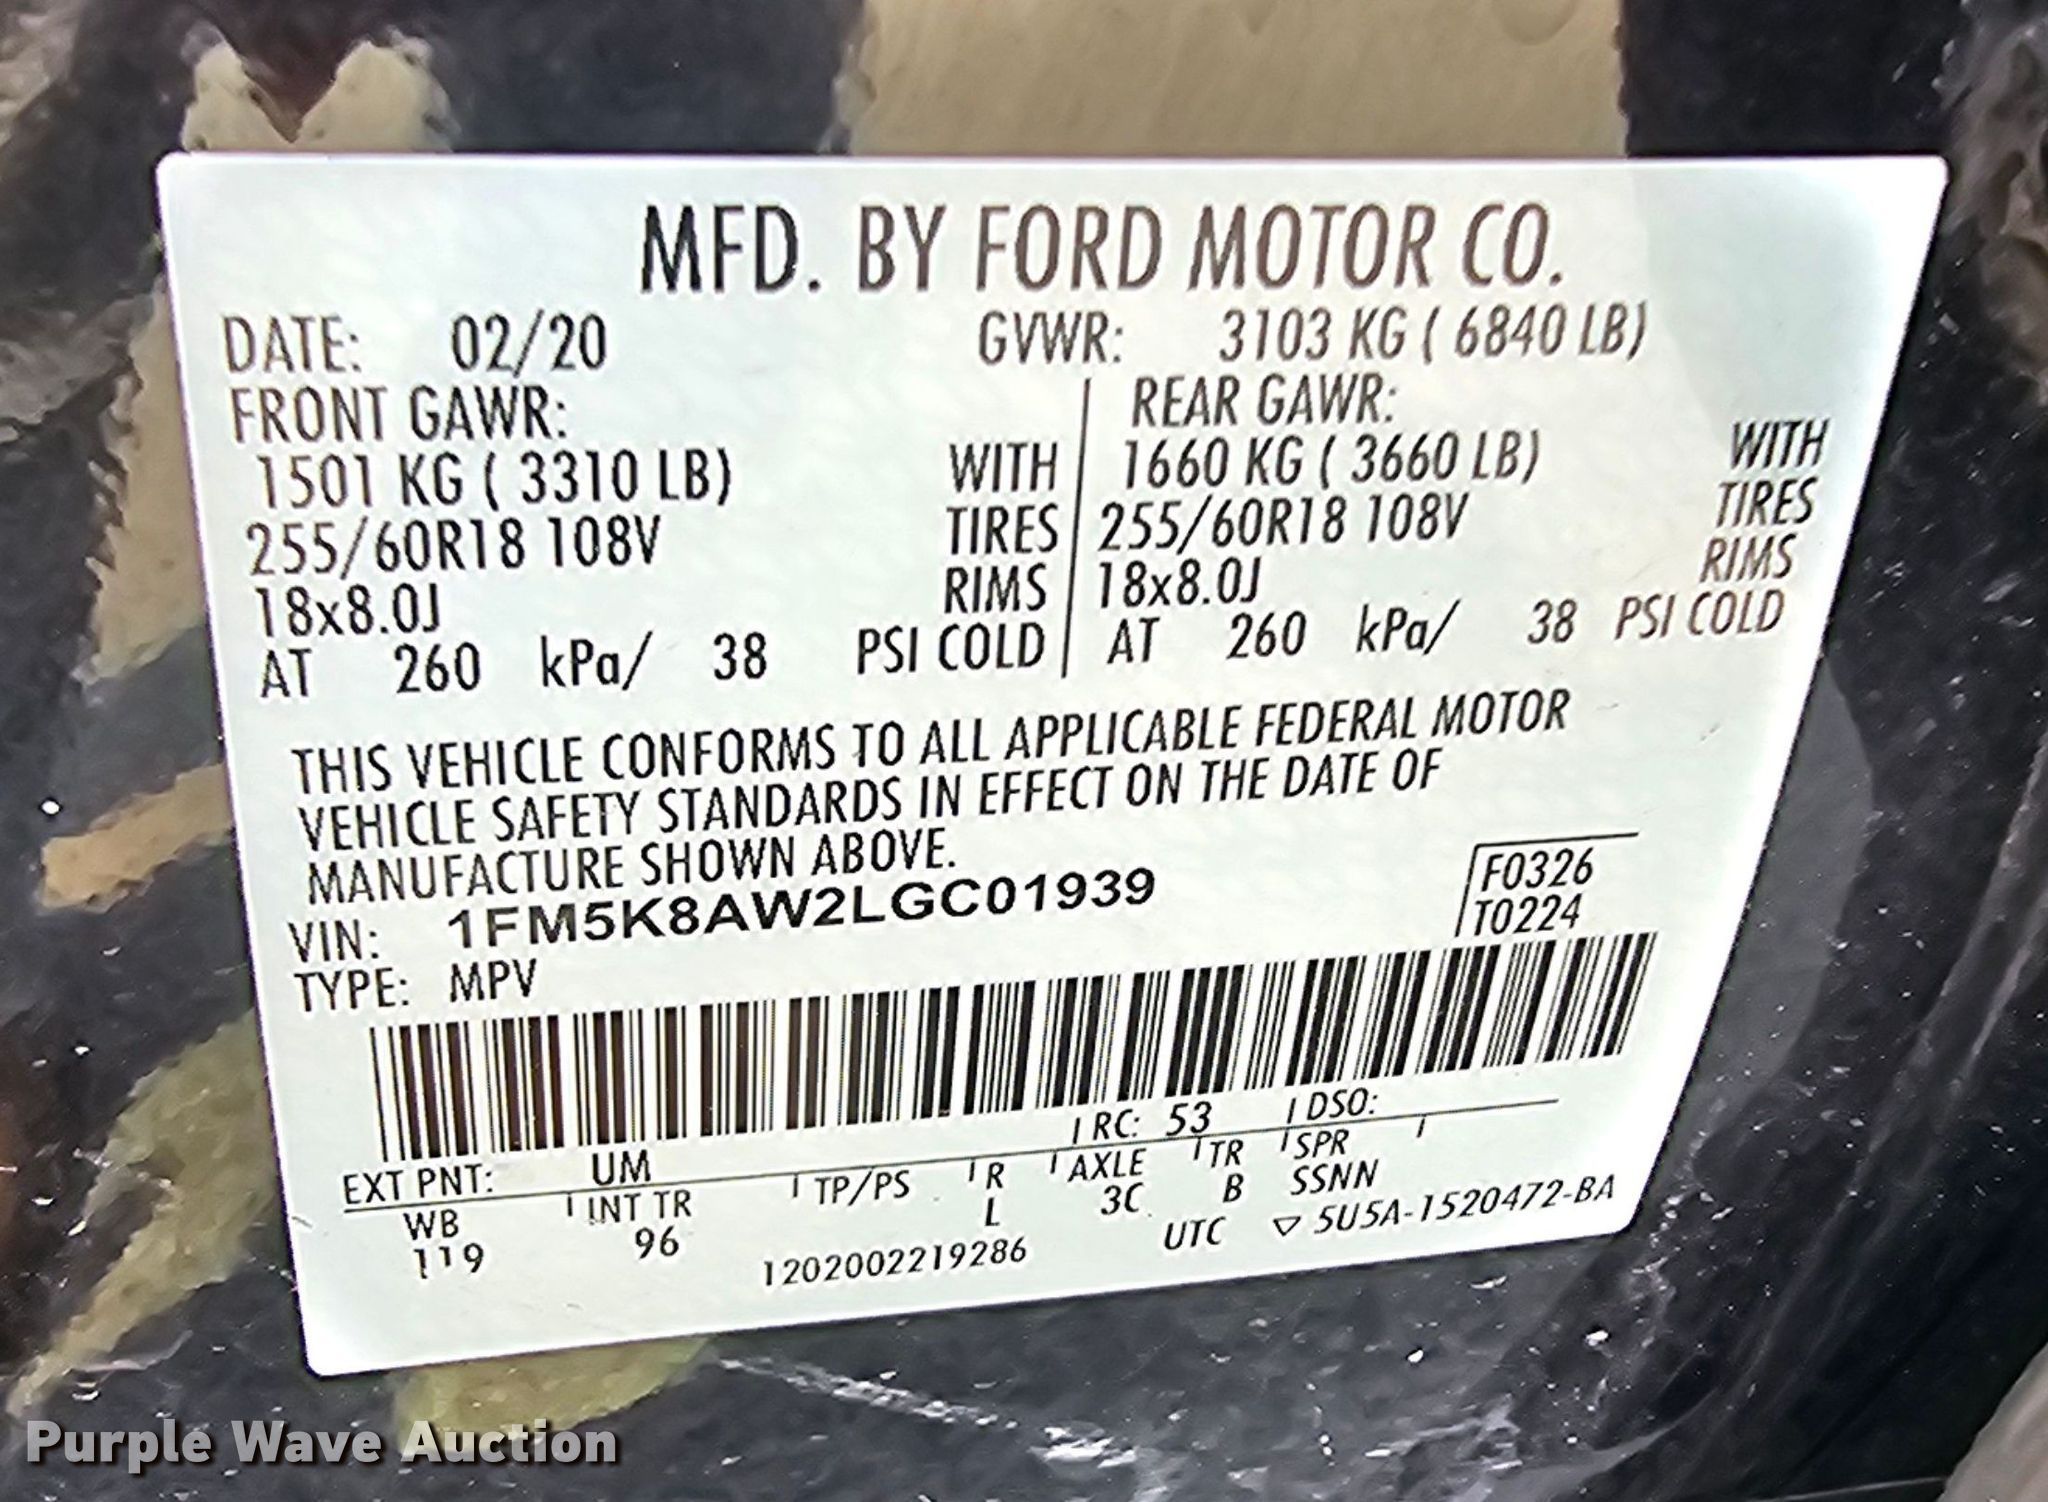 MFD. BY FORD MOTOR CO.
DATE: 02/20 GVWR: 3103 KG ( 6840 LB)
FRONT GAWR: REAR GAWR:
1501 KG ( 3310 LB) WITH 1660 KG ( 3660 LB) WITH
255/60R18 108V TIRES 255/60R18 108V TIRES
18x8.0J RIMS 18x8.0J RIMS
AT 260 kPa/ 38 PSI COLD AT 260 kPa/ 38 PSI COLD
THIS VEHICLE CONFORMS TO ALL APPLICABLE FEDERAL MOTOR
VEHICLE SAFETY STANDARDS IN EFFECT ON THE DATE OF
MANUFACTURE SHOWN ABOVE.
F0326
VIN: 1FM5K8AW2LGC01939 T0224
TYPE: MPV
EXT PNT: UM RC: 53 DSO:
WB INT TR TP/PS R AXLE TR SPR
119 96 L 3C B SSNN
1202002219286 UTC ▽ 5U5A-1520472-BA
Purple Wave Auction